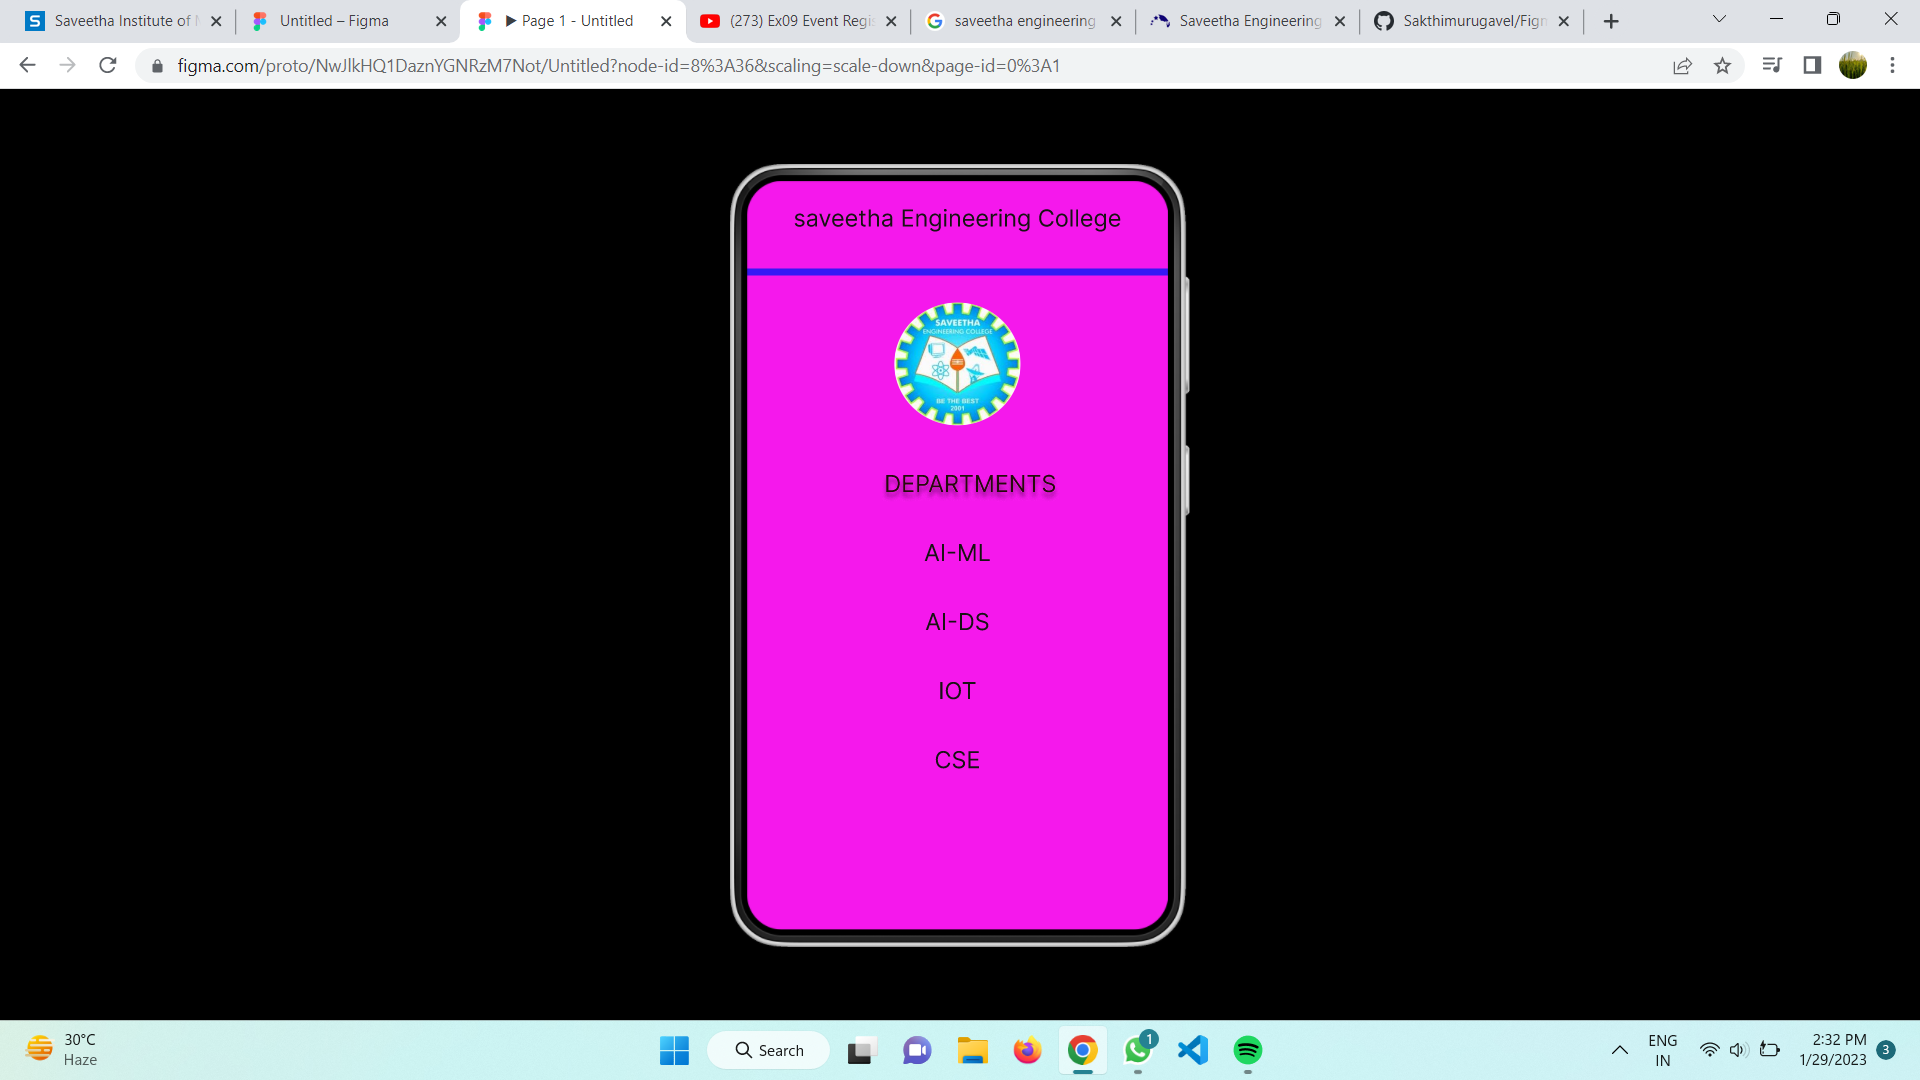 Saveetha Institute of M
Untitled – Figma
▶ Page 1 - Untitled
(273) Ex09 Event Regis
saveetha engineering
Saveetha Engineering
Sakthimurugavel/Figm
figma.com/proto/NwJlkHQ1DaznYGNRzM7Not/Untitled?node-id=8%3A36&scaling=scale-down&page-id=0%3A1
saveetha Engineering College
SAVEETHA
ENGINEERING COLLEGE
BE THE BEST
2001
DEPARTMENTS
AI-ML
AI-DS
IOT
CSE
30°C
Haze
Search
1
ENG
IN
2:32 PM
1/29/2023
3